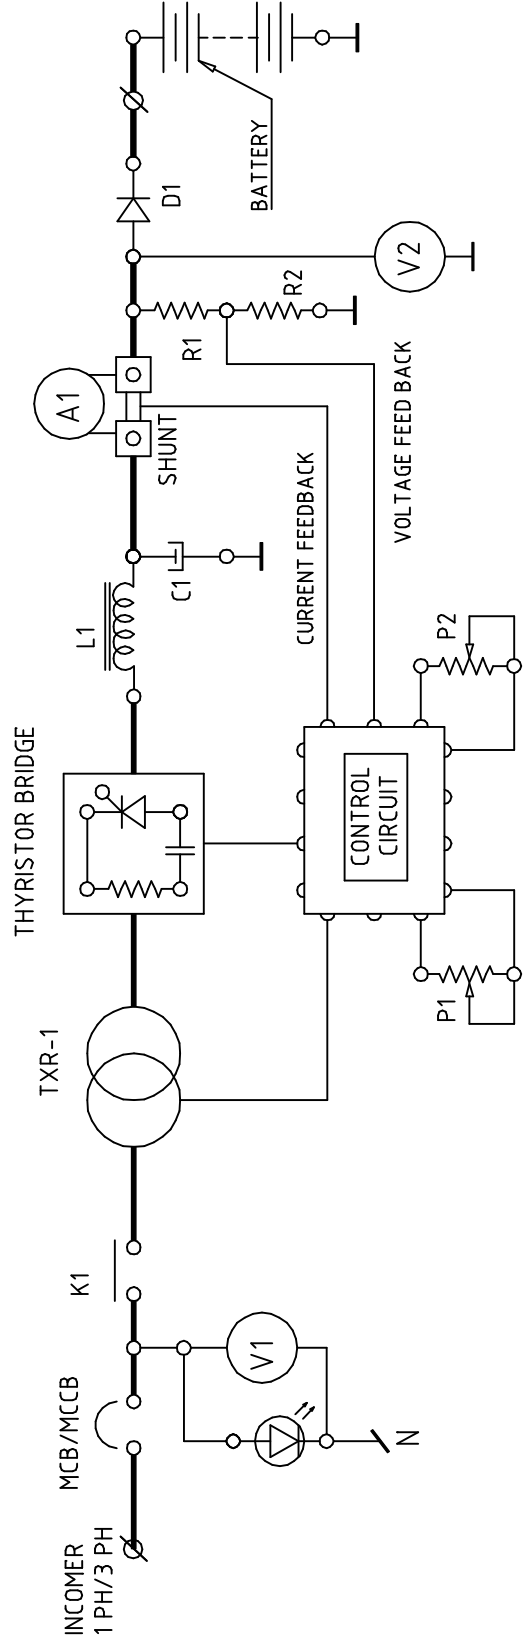 INCOMER
1 PH/3 PH
MCB/MCCB
K1
V1
N
TXR-1
THYRISTOR BRIDGE
P1
CONTROL
CIRCUIT
P2
L1
C1
CURRENT FEEDBACK
VOLTAGE FEED BACK
SHUNT
A1
R1
R2
V2
D1
BATTERY